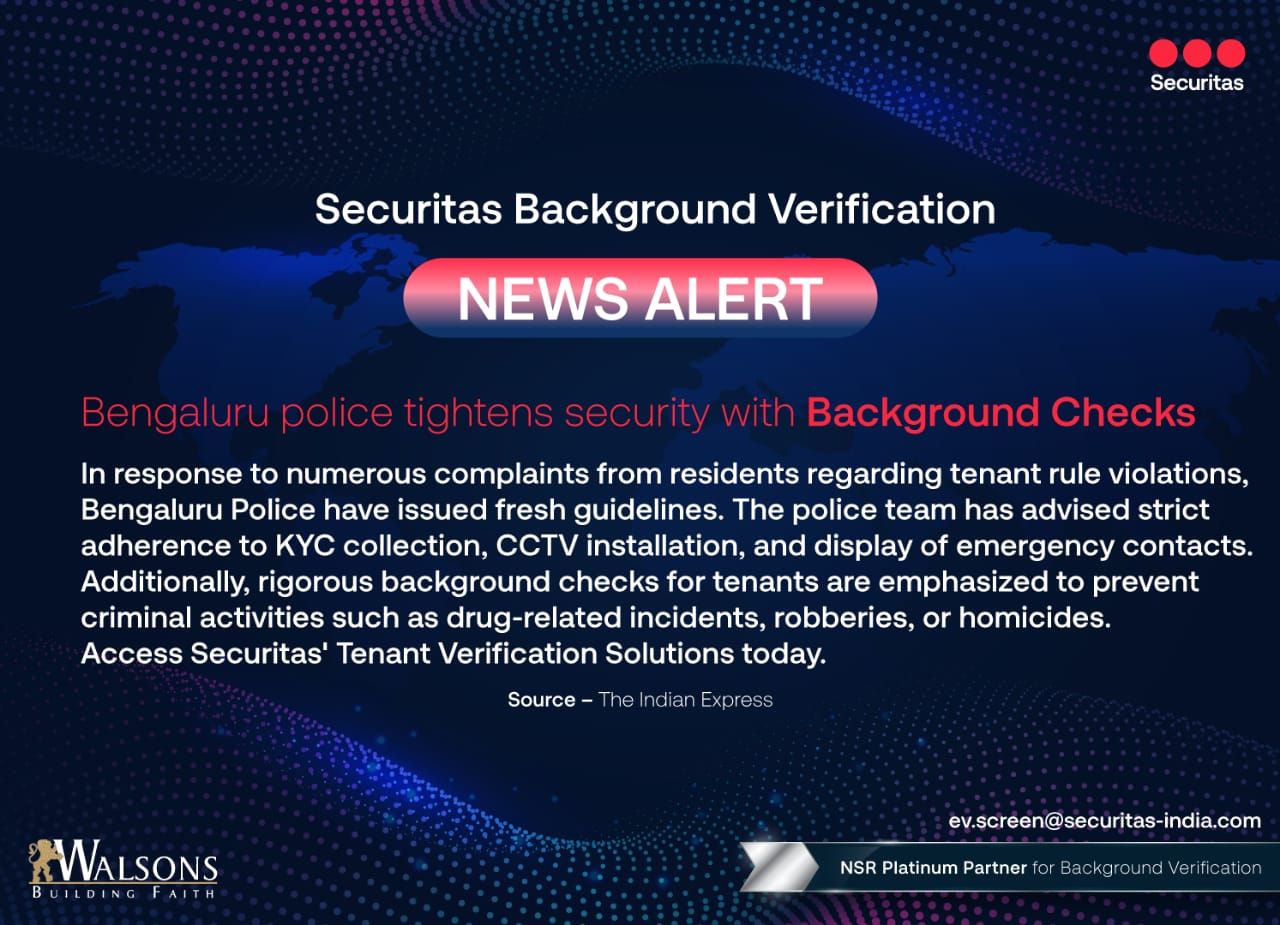 Securitas
Securitas Background Verification
NEWS ALERT
Bengaluru police tightens security with Background Checks
In response to numerous complaints from residents regarding tenant rule violations,
Bengaluru Police have issued fresh guidelines. The police team has advised strict
adherence to KYC collection, CCTV installation, and display of emergency contacts.
Additionally, rigorous background checks for tenants are emphasized to prevent
criminal activities such as drug-related incidents, robberies, or homicides.
Access Securitas' Tenant Verification Solutions today.
Source – The Indian Express
ev.screen@securitas-india.com
WALSONS
BUILDING FAITH
NSR Platinum Partner for Background Verification